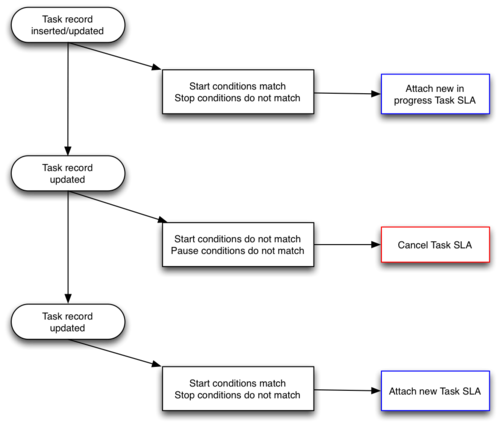 Task record
inserted/updated
Start conditions match
Stop conditions do not match
Attach new in
progress Task SLA
Task record
updated
Start conditions do not match
Pause conditions do not match
Cancel Task SLA
Task record
updated
Start conditions match
Stop conditions do not match
Attach new Task SLA